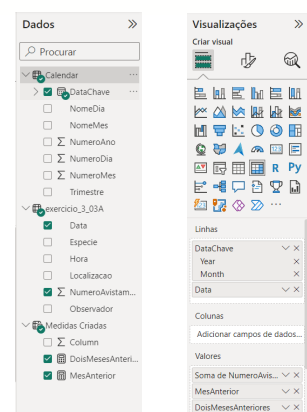 Dados
Procurar
Calendar
DataChave
NomeDia
NomeMes
NumeroAno
NumeroDia
NumeroMes
Trimestre
exercicio_3_03A
Data
Especie
Hora
Localizacao
NumeroAvistam...
Observador
Medidas Criadas
Column
DoisMesesAnteri...
MesAnterior
Visualizações
Criar visual
R Py
Linhas
DataChave
Year
Month
Data
Colunas
Adicionar campos de dados...
Valores
Soma de NumeroAvis...
MesAnterior
DoisMesesAnteriores